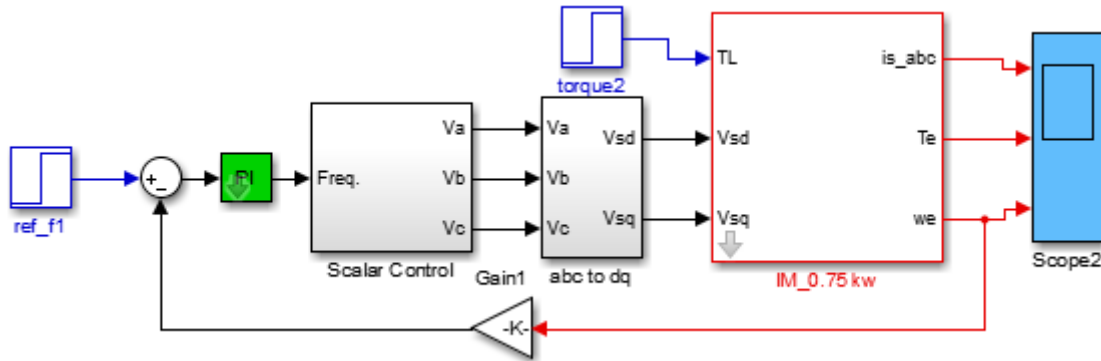 torque2
TL
is_abc
Va
Va
Vsd
Vsd
Te
ref_f1
+
_
PI
Freq.
Vb
Vb
Vc
Vc
Vsq
Vsq
we
Scalar Control
Gain1
abc to dq
IM_0.75 kw
Scope2
-K-